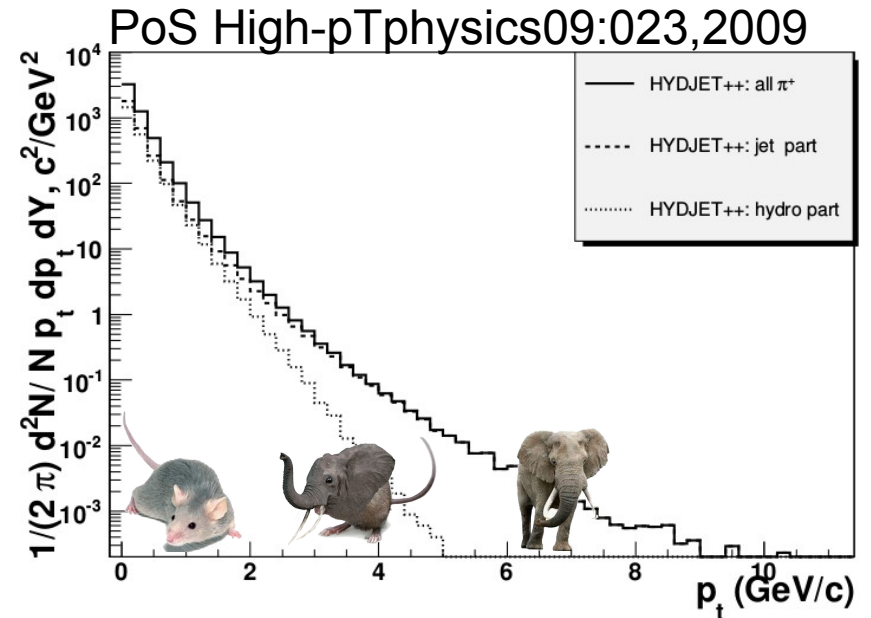 PoS High-pTphysics09:023,2009
1/(2 π) d²N/ N pₜ dpₜ dY, c²/GeV²
10⁴
10³
10²
10
1
10⁻¹
10⁻²
10⁻³
HYDJET++: all π⁺
HYDJET++: jet part
HYDJET++: hydro part
0 2 4 6 8 10
pₜ (GeV/c)